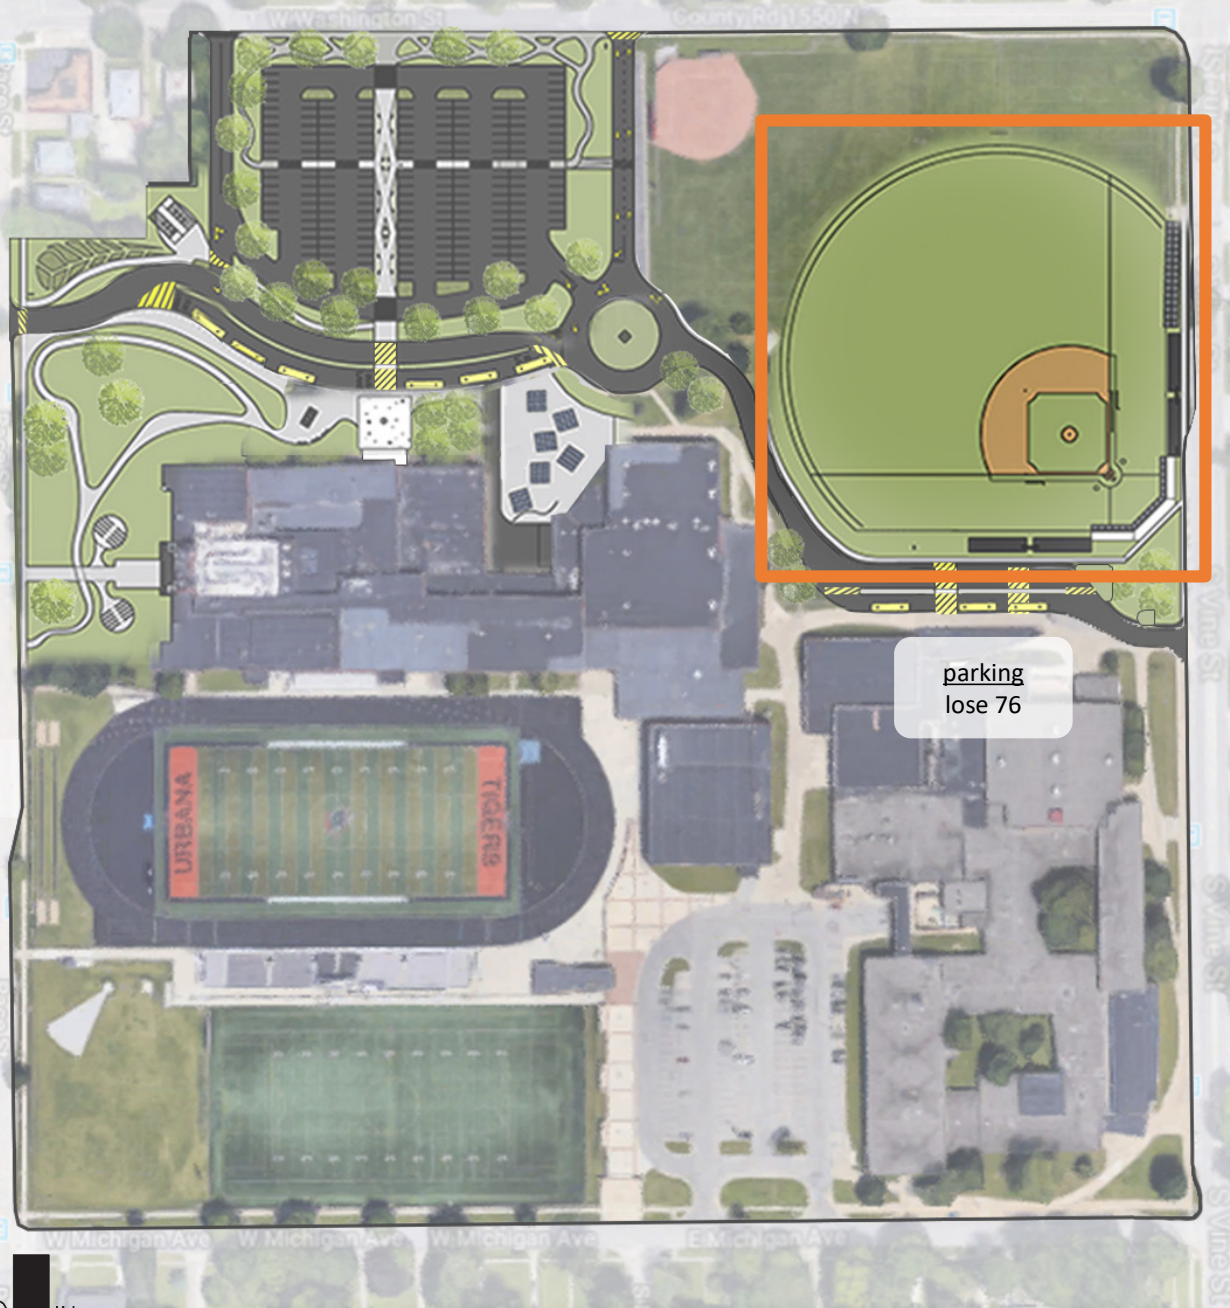 W Washington St
County Rd 1550 N
parking
lose 76
URBANA
TIGERS
S Vine St
S Vine St
W Michigan Ave
W Michigan Ave
W Michigan Ave
E Michigan Ave